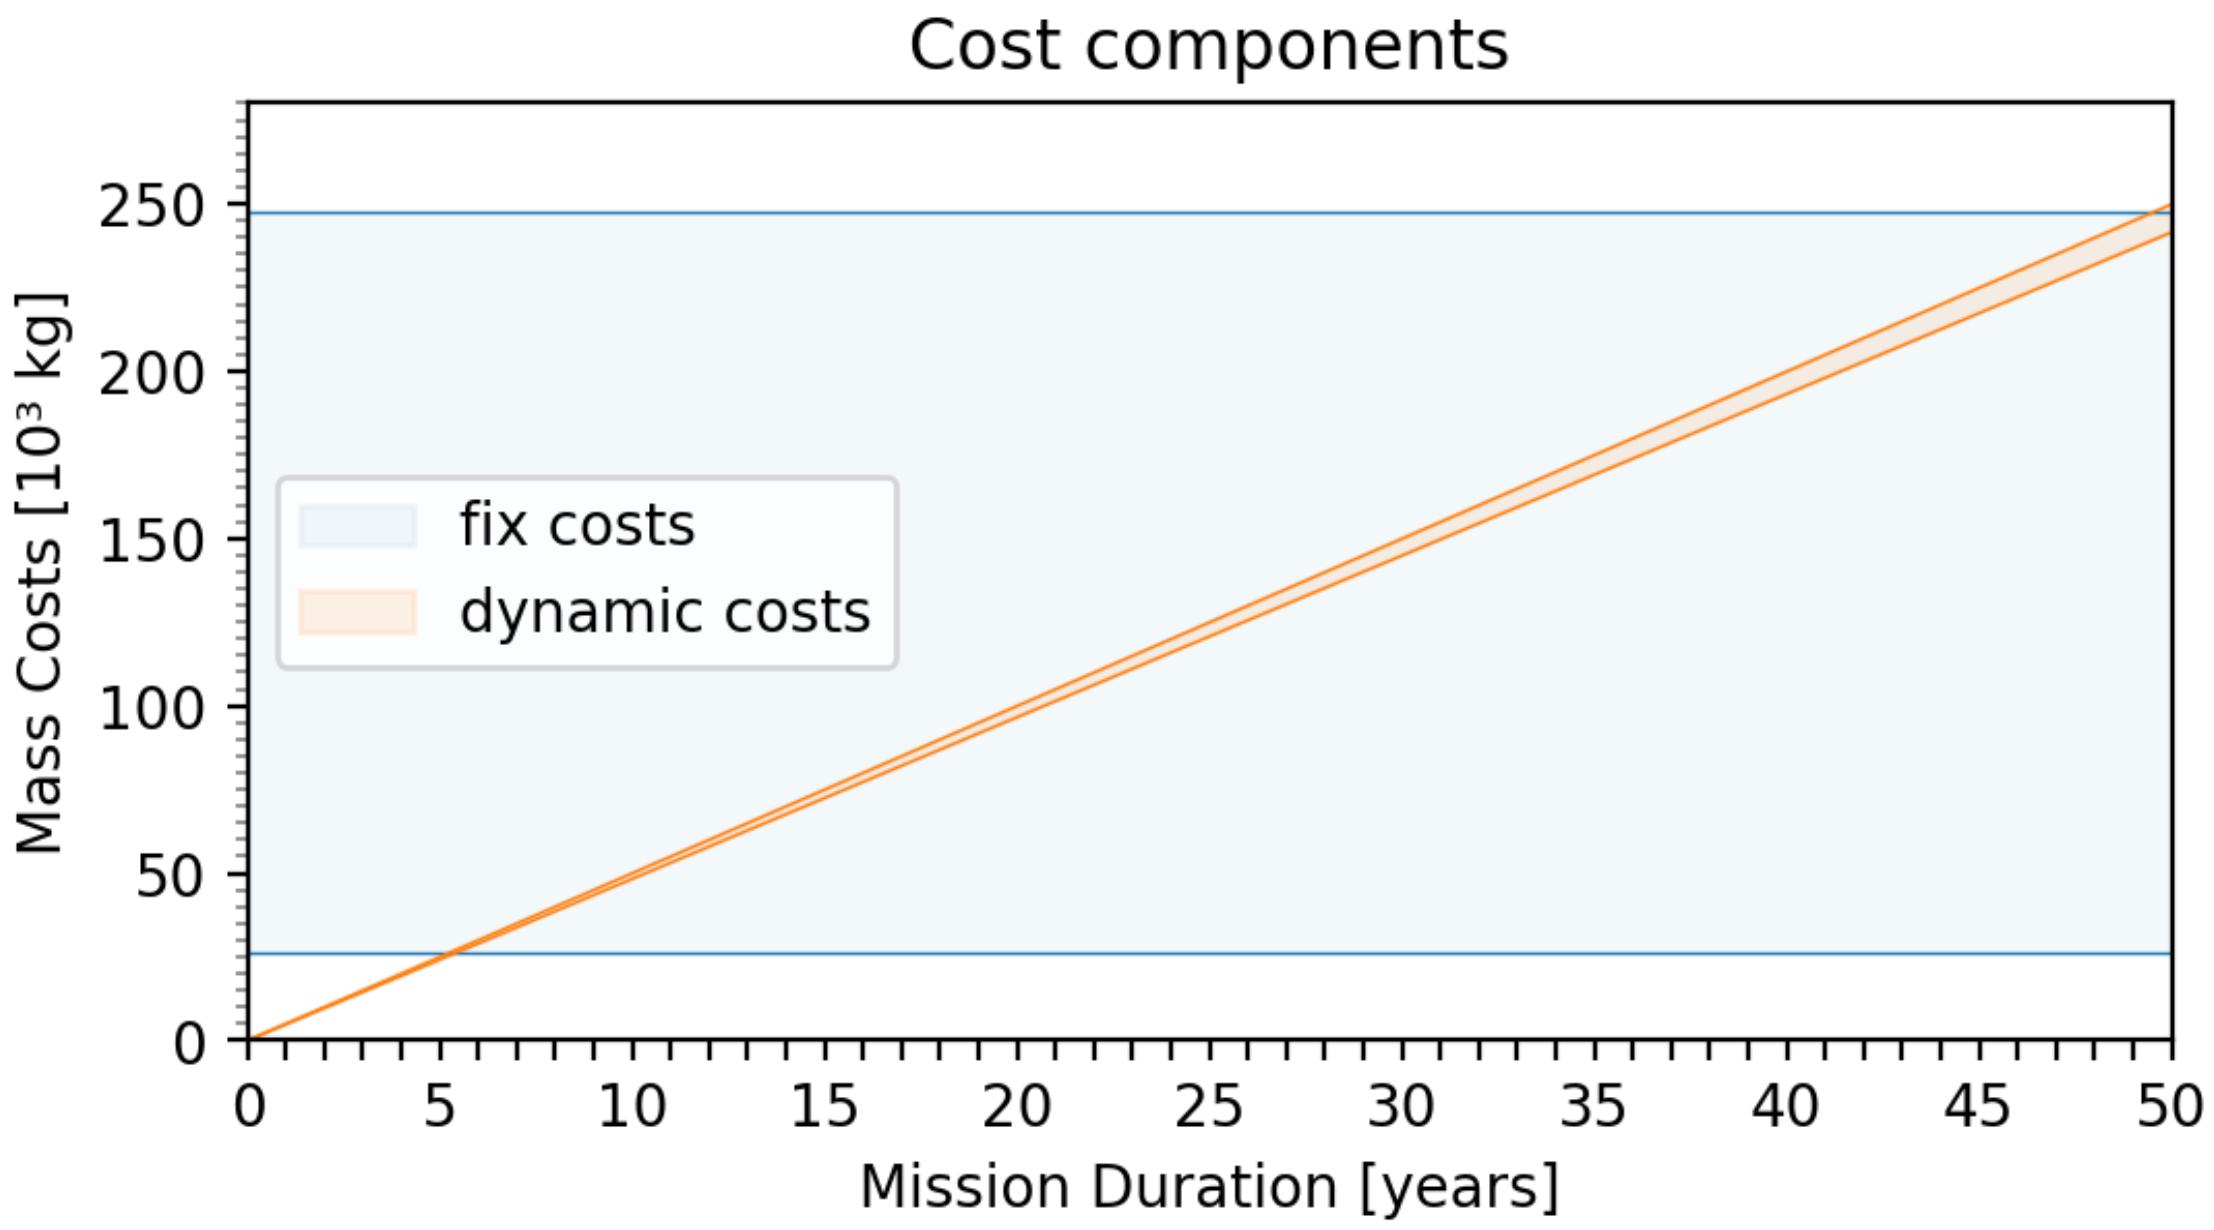 Cost components
Mass Costs [10³ kg]
250
200
150
100
50
0
fix costs
dynamic costs
0 5 10 15 20 25 30 35 40 45 50
Mission Duration [years]